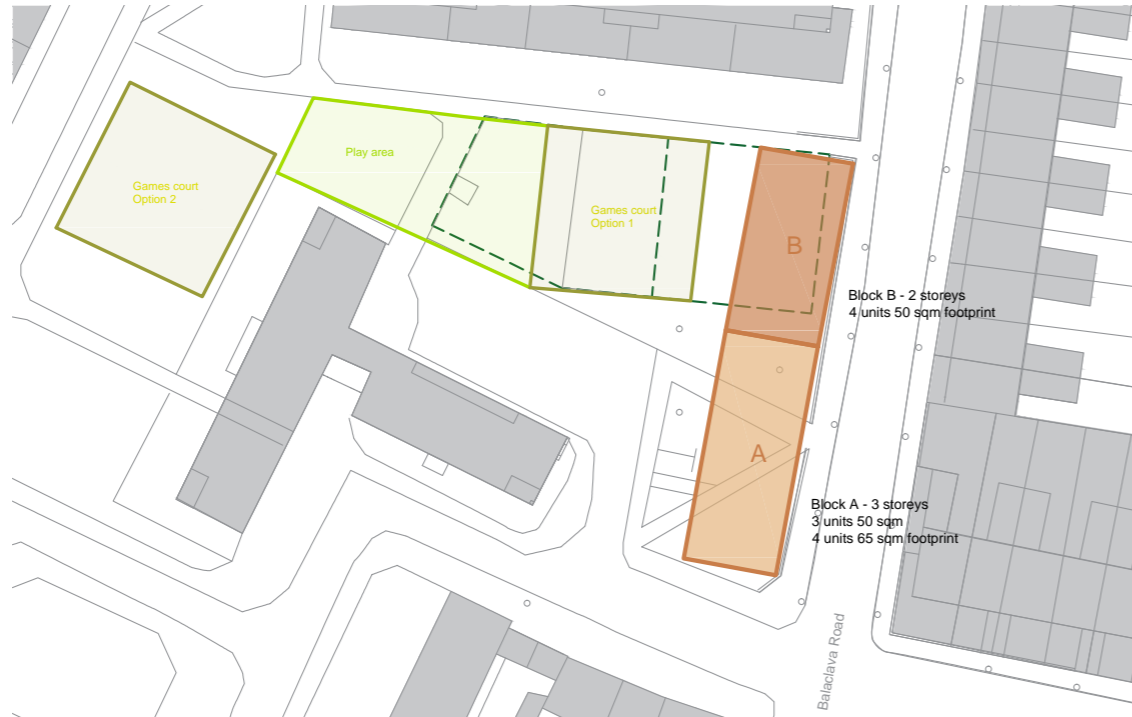 Play area
Games court
Option 2
Games court
Option 1
B
Block B - 2 storeys
4 units 50 sqm footprint
A
Block A - 3 storeys
3 units 50 sqm
4 units 65 sqm footprint
Balaclava Road